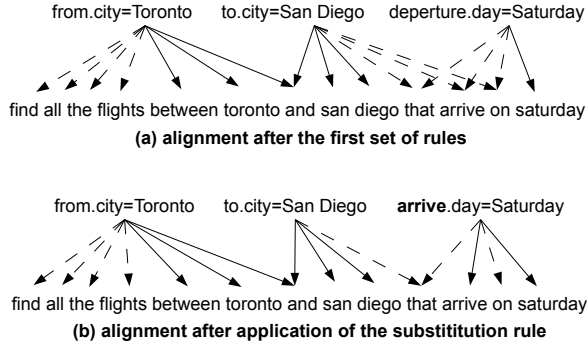 from.city=Toronto to.city=San Diego deperture.day=Saturday
find all the flights between toronto and san diego that arrive on saturday
(a) alignment after the first set of rules
from.city=Toronto to.city=San Diego arrive.day=Saturday
find all the flights between toronto and san diego that arrive on saturday
(b) alignment after application of the substititution rule